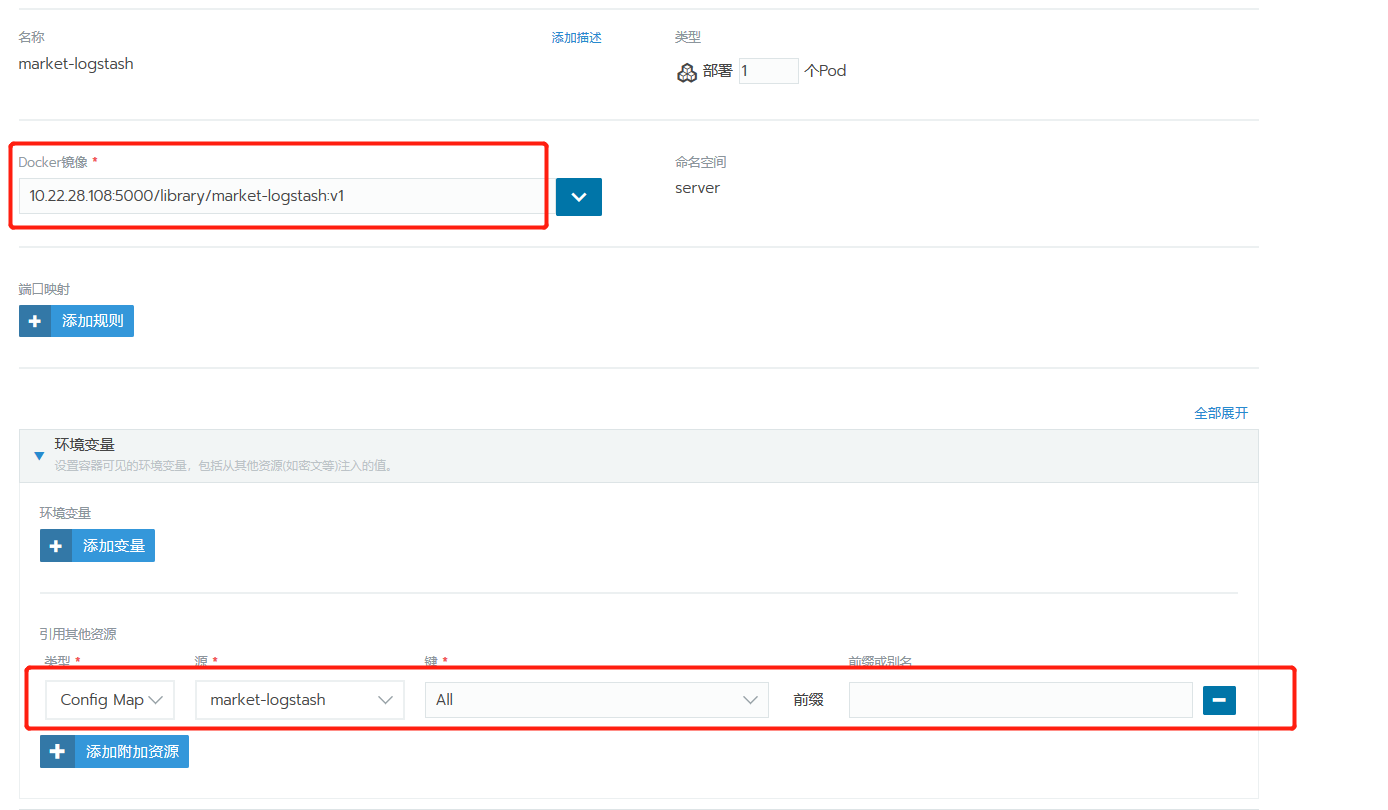 名称
添加描述
类型
market-logstash
部署 1 个Pod
Docker镜像 *
命名空间
10.22.28.108:5000/library/market-logstash:v1
server
端口映射
添加规则
全部展开
环境变量
设置容器可见的环境变量，包括从其他资源(如密文等)注入的值。
环境变量
添加变量
引用其他资源
类型 * 源 * 键 * 前缀或别名
Config Map market-logstash All 前缀
添加附加资源